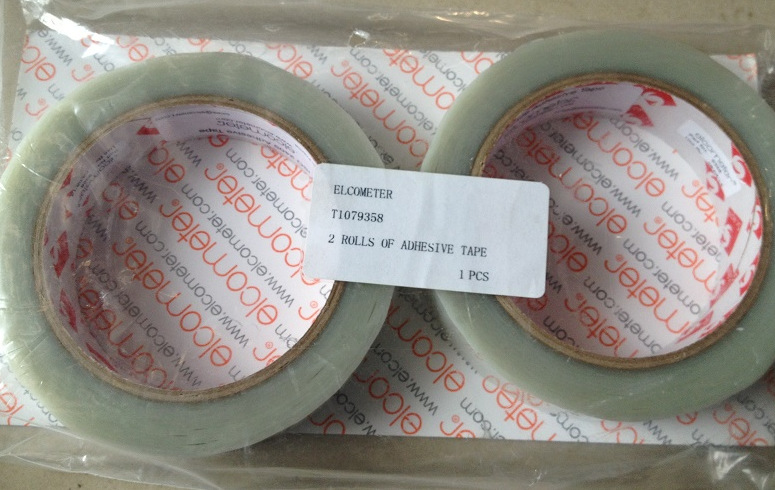 ELCOMETER
T1079358
2 ROLLS OF ADHESIVE TAPE
1 PCS
elcometer®
www.elcometer.com